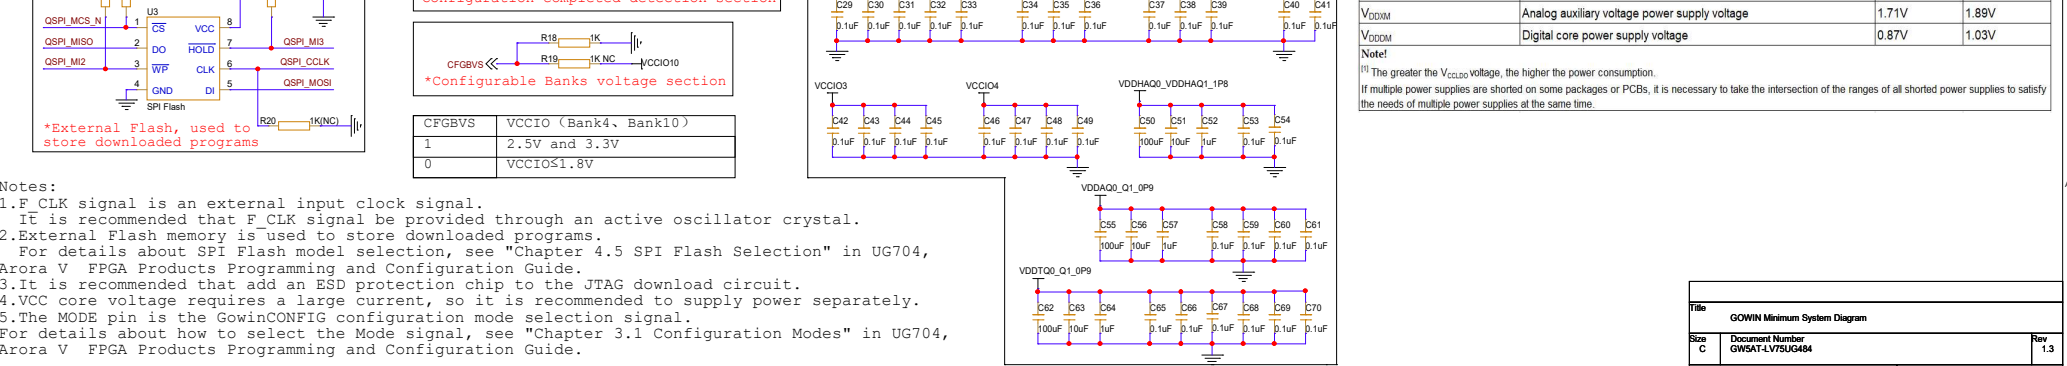 U3
QSPI_MCS_N 1 CS VCC 8
QSPI_MISO 2 DO HOLD 7 QSPI_MI3
QSPI_MI2 3 WP CLK 6 QSPI_CCLK
4 GND DI 5 QSPI_MOSI
SPI Flash
R20 1K(NC)
*External Flash, used to
store downloaded programs
Configuration completed detection section
R18 1K
CFGBVS R19 1K NC VCCIO10
*Configurable Banks voltage section
CFGBVS VCCIO（Bank4、Bank10）
1 2.5V and 3.3V
0 VCCIO≤1.8V
Notes:
1.F_CLK signal is an external input clock signal.
It is recommended that F_CLK signal be provided through an active oscillator crystal.
2.External Flash memory is used to store downloaded programs.
For details about SPI Flash model selection, see "Chapter 4.5 SPI Flash Selection" in UG704,
Arora V FPGA Products Programming and Configuration Guide.
3.It is recommended that add an ESD protection chip to the JTAG download circuit.
4.VCC core voltage requires a large current, so it is recommended to supply power separately.
5.The MODE pin is the GowinCONFIG configuration mode selection signal.
For details about how to select the Mode signal, see "Chapter 3.1 Configuration Modes" in UG704,
Arora V FPGA Products Programming and Configuration Guide.
C29 C30 C31 C32 C33 C34 C35 C36 C37 C38 C39 C40 C41
0.1uF 0.1uF 0.1uF 0.1uF 0.1uF 0.1uF 0.1uF 0.1uF 0.1uF 0.1uF 0.1uF 0.1uF 0.1uF
VCCIO3 VCCIO4 VDDHAQ0_VDDHAQ1_1P8
C42 C43 C44 C45 C46 C47 C48 C49 C50 C51 C52 C53 C54
0.1uF 0.1uF 0.1uF 0.1uF 0.1uF 0.1uF 0.1uF 0.1uF 100uF 10uF 1uF 0.1uF 0.1uF
VDDAQ0_Q1_0P9
C55 C56 C57 C58 C59 C60 C61
100uF 10uF 1uF 0.1uF 0.1uF 0.1uF 0.1uF
VDDTQ0_Q1_0P9
C62 C63 C64 C65 C66 C67 C68 C69 C70
100uF 10uF 1uF 0.1uF 0.1uF 0.1uF 0.1uF 0.1uF 0.1uF
VDDXM Analog auxiliary voltage power supply voltage 1.71V 1.89V
VDDDM Digital core power supply voltage 0.87V 1.03V
Note!
[1] The greater the VCCLDO voltage, the higher the power consumption.
If multiple power supplies are shorted on some packages or PCBs, it is necessary to take the intersection of the ranges of all shorted power supplies to satisfy
the needs of multiple power supplies at the same time.
Title
GOWIN Minimum System Diagram
Size Document Number Rev
C GW5AT-LV75UG484 1.3